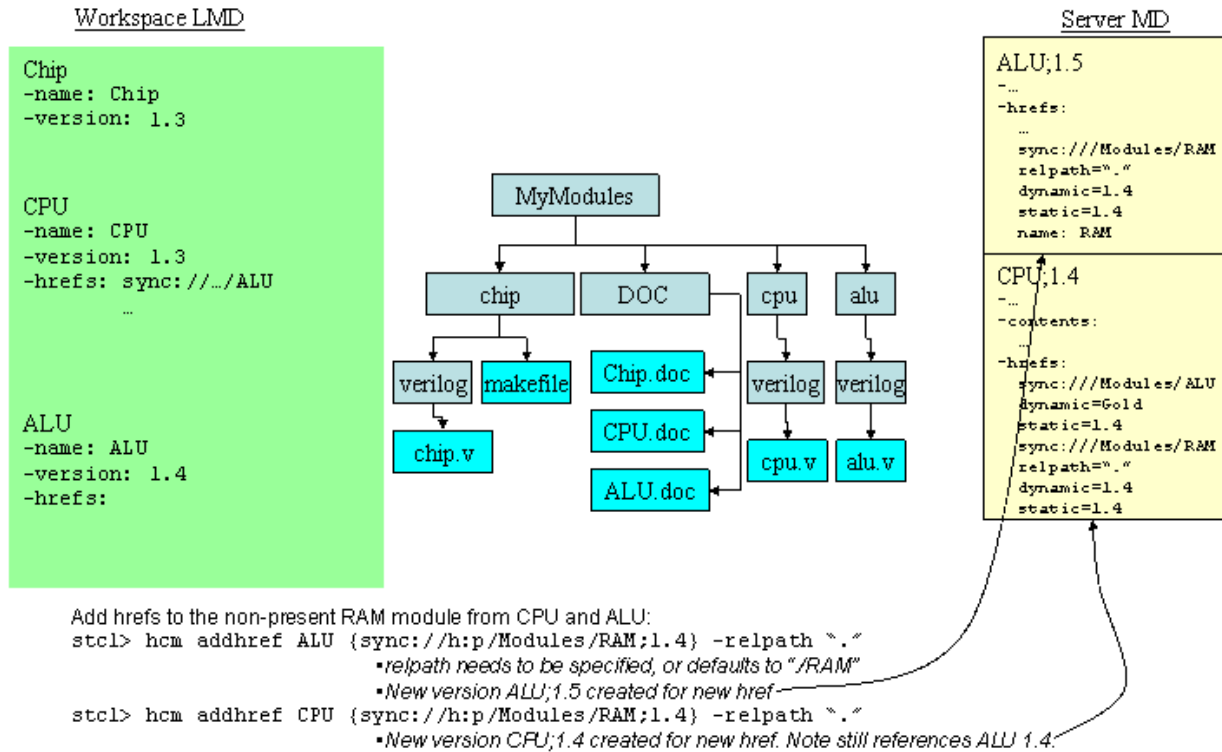 Workspace LMD
Chip
-name: Chip
-version: 1.3
CPU
-name: CPU
-version: 1.3
-hrefs: sync://…/ALU
…
ALU
-name: ALU
-version: 1.4
-hrefs:
MyModules
chip
DOC
cpu
alu
verilog
makefile
Chip.doc
verilog
verilog
chip.v
CPU.doc
cpu.v
alu.v
ALU.doc
Server MD
ALU;1.5
-…
-hrefs:
…
sync:///Modules/RAM
relpath=“.”
dynamic=1.4
static=1.4
name: RAM
CPU;1.4
-…
-contents:
…
-hrefs:
sync:///Modules/ALU
dynamic=Gold
static=1.4
sync:///Modules/RAM
relpath=“.”
dynamic=1.4
static=1.4
Add hrefs to the non-present RAM module from CPU and ALU:
stcl> hcm addhref ALU {sync://h:p/Modules/RAM;1.4} -relpath “.”
▪relpath needs to be specified, or defaults to “/RAM”
▪New version ALU;1.5 created for new href
stcl> hcm addhref CPU {sync://h:p/Modules/RAM;1.4} -relpath “.”
▪New version CPU;1.4 created for new href. Note still references ALU 1.4.